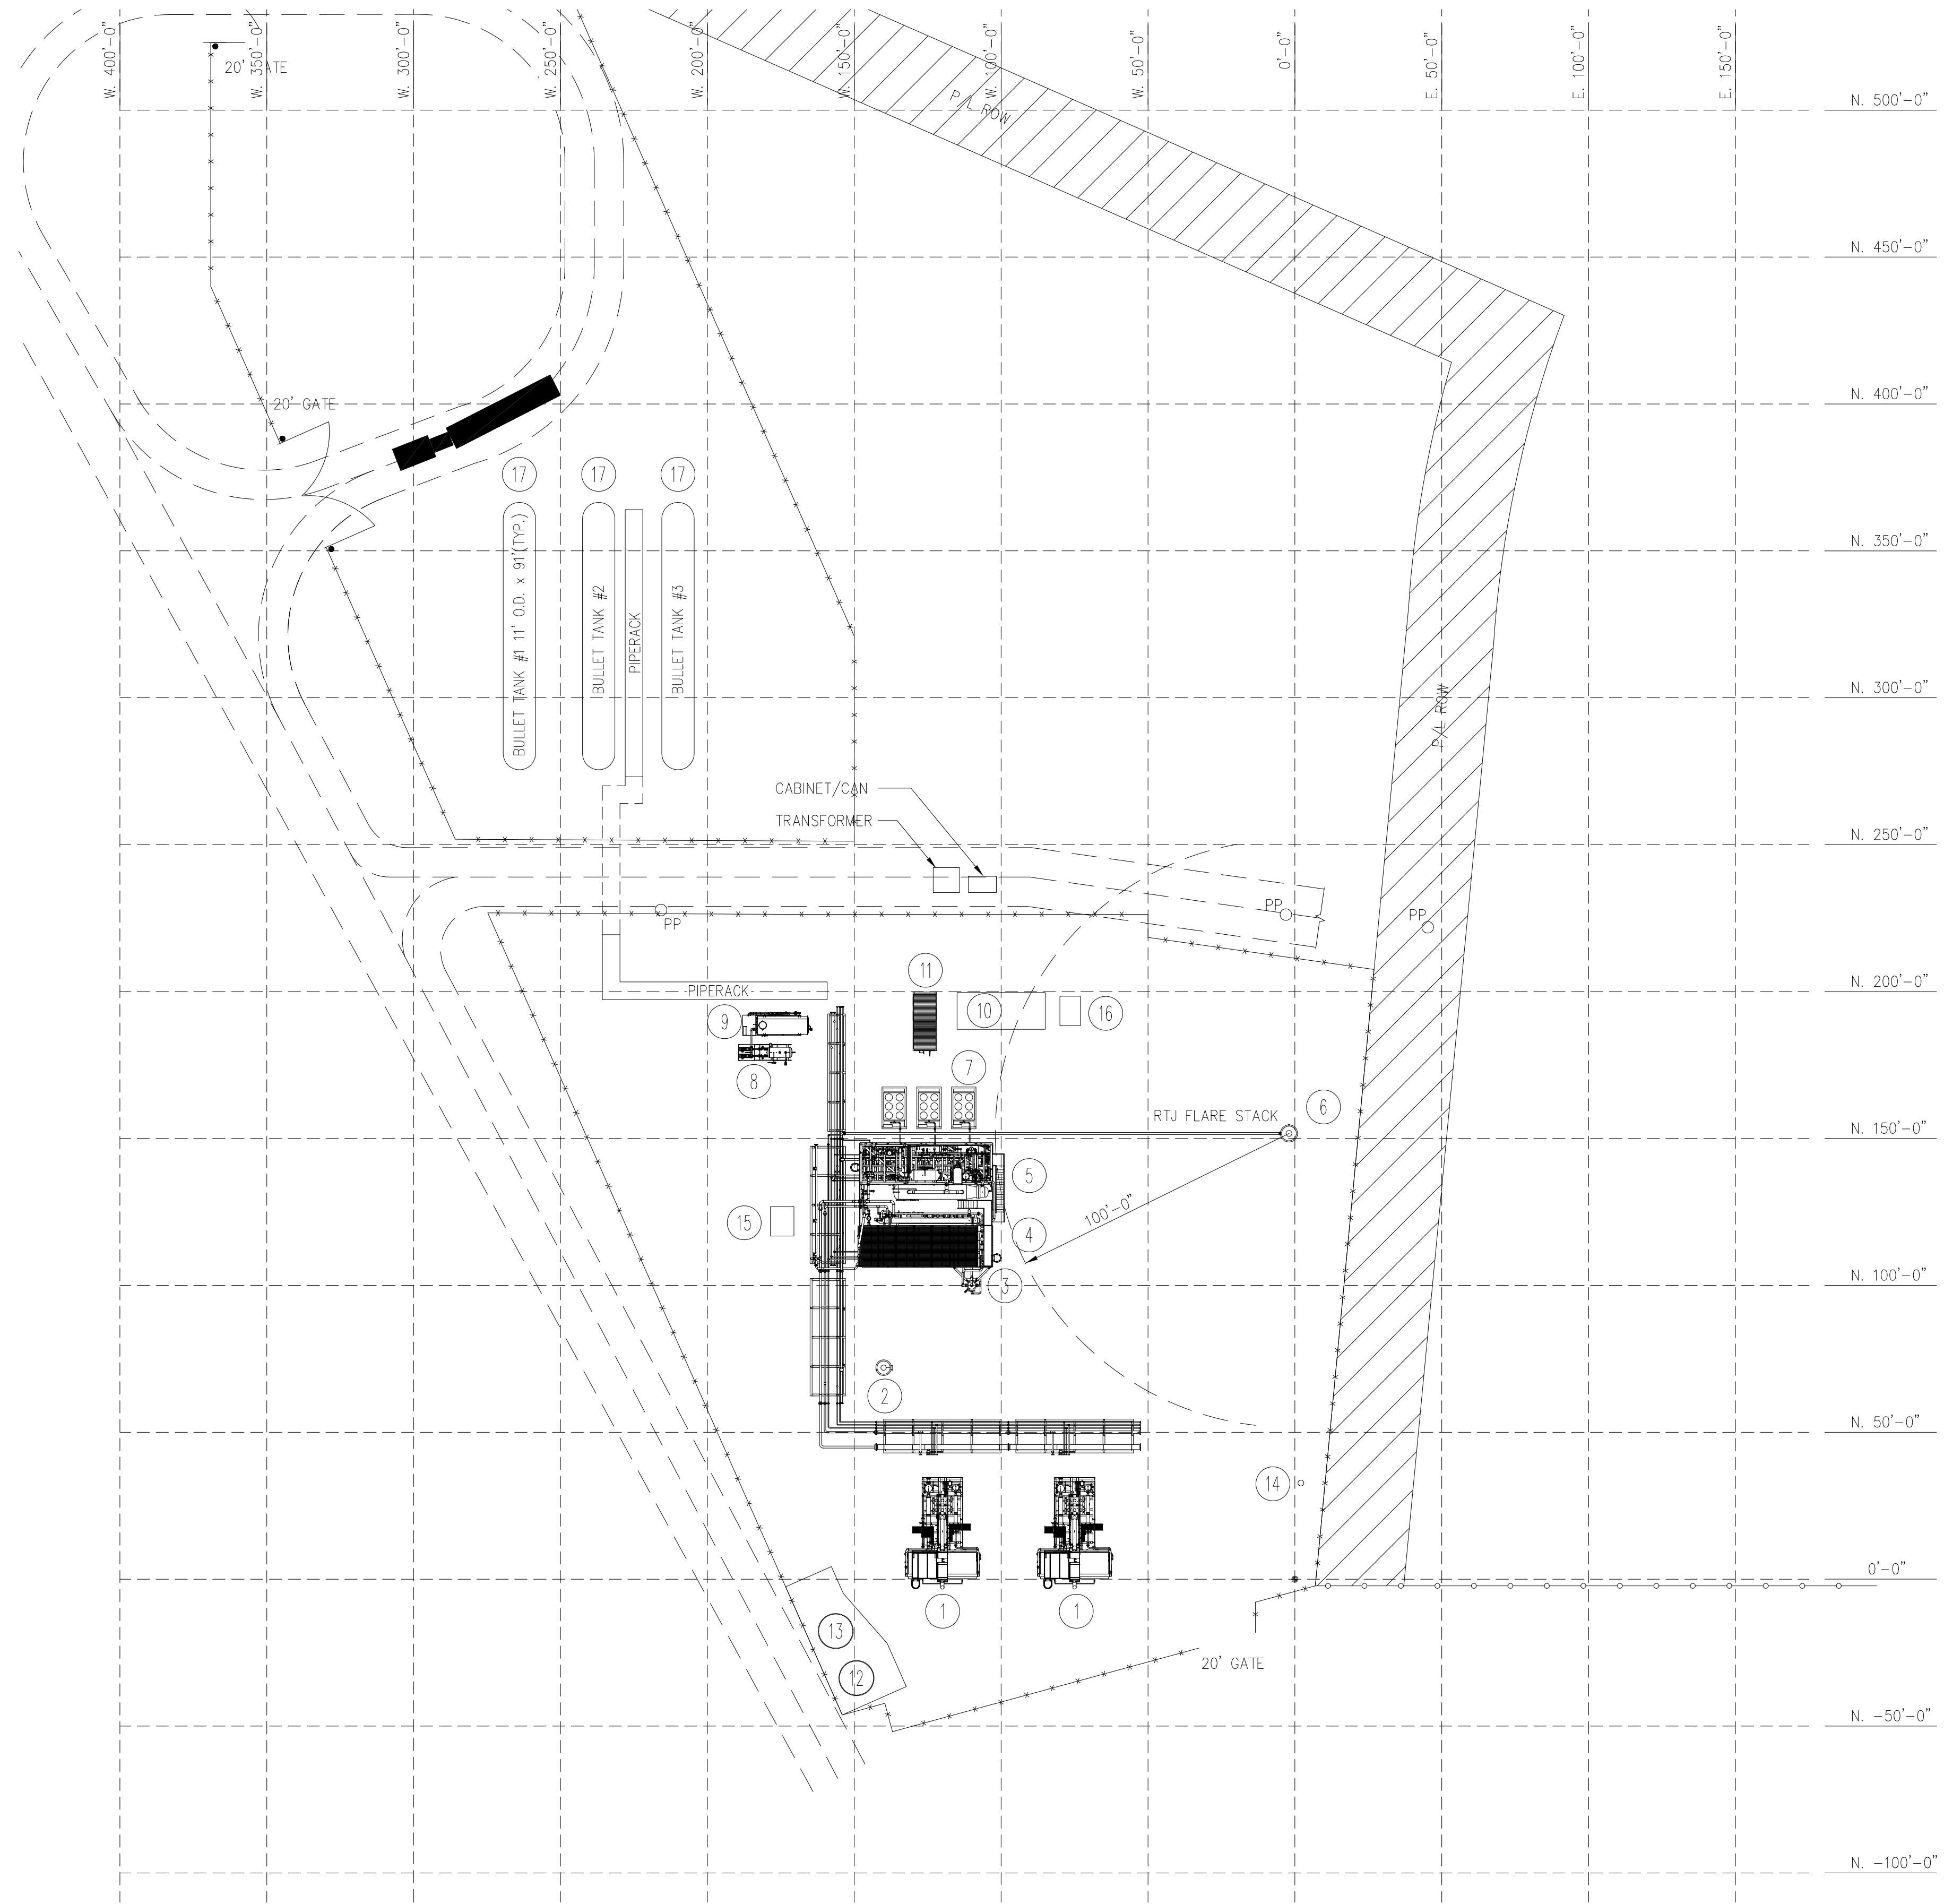 W. 400'-0"
W. 350'-0"
W. 300'-0"
W. 250'-0"
W. 200'-0"
W. 150'-0"
W. 100'-0"
W. 50'-0"
0'-0"
E. 50'-0"
E. 100'-0"
E. 150'-0"
20' GATE
P/L ROW
N. 500'-0"
N. 450'-0"
20' GATE
N. 400'-0"
17
17
17
BULLET TANK #1 11' O.D. x 91'(TYP.)
BULLET TANK #2
PIPERACK
BULLET TANK #3
N. 350'-0"
P/L ROW
N. 300'-0"
CABINET/CAN
TRANSFORMER
N. 250'-0"
PP
PP
PP
11
PIPERACK
N. 200'-0"
9
10
16
8
7
6
RTJ FLARE STACK
N. 150'-0"
5
15
4
100'-0"
3
N. 100'-0"
2
N. 50'-0"
14
0'-0"
1
1
13
12
20' GATE
N. -50'-0"
N. -100'-0"